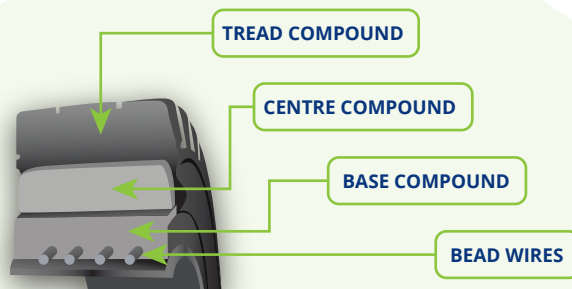 TREAD COMPOUND
CENTRE COMPOUND
BASE COMPOUND
BEAD WIRES